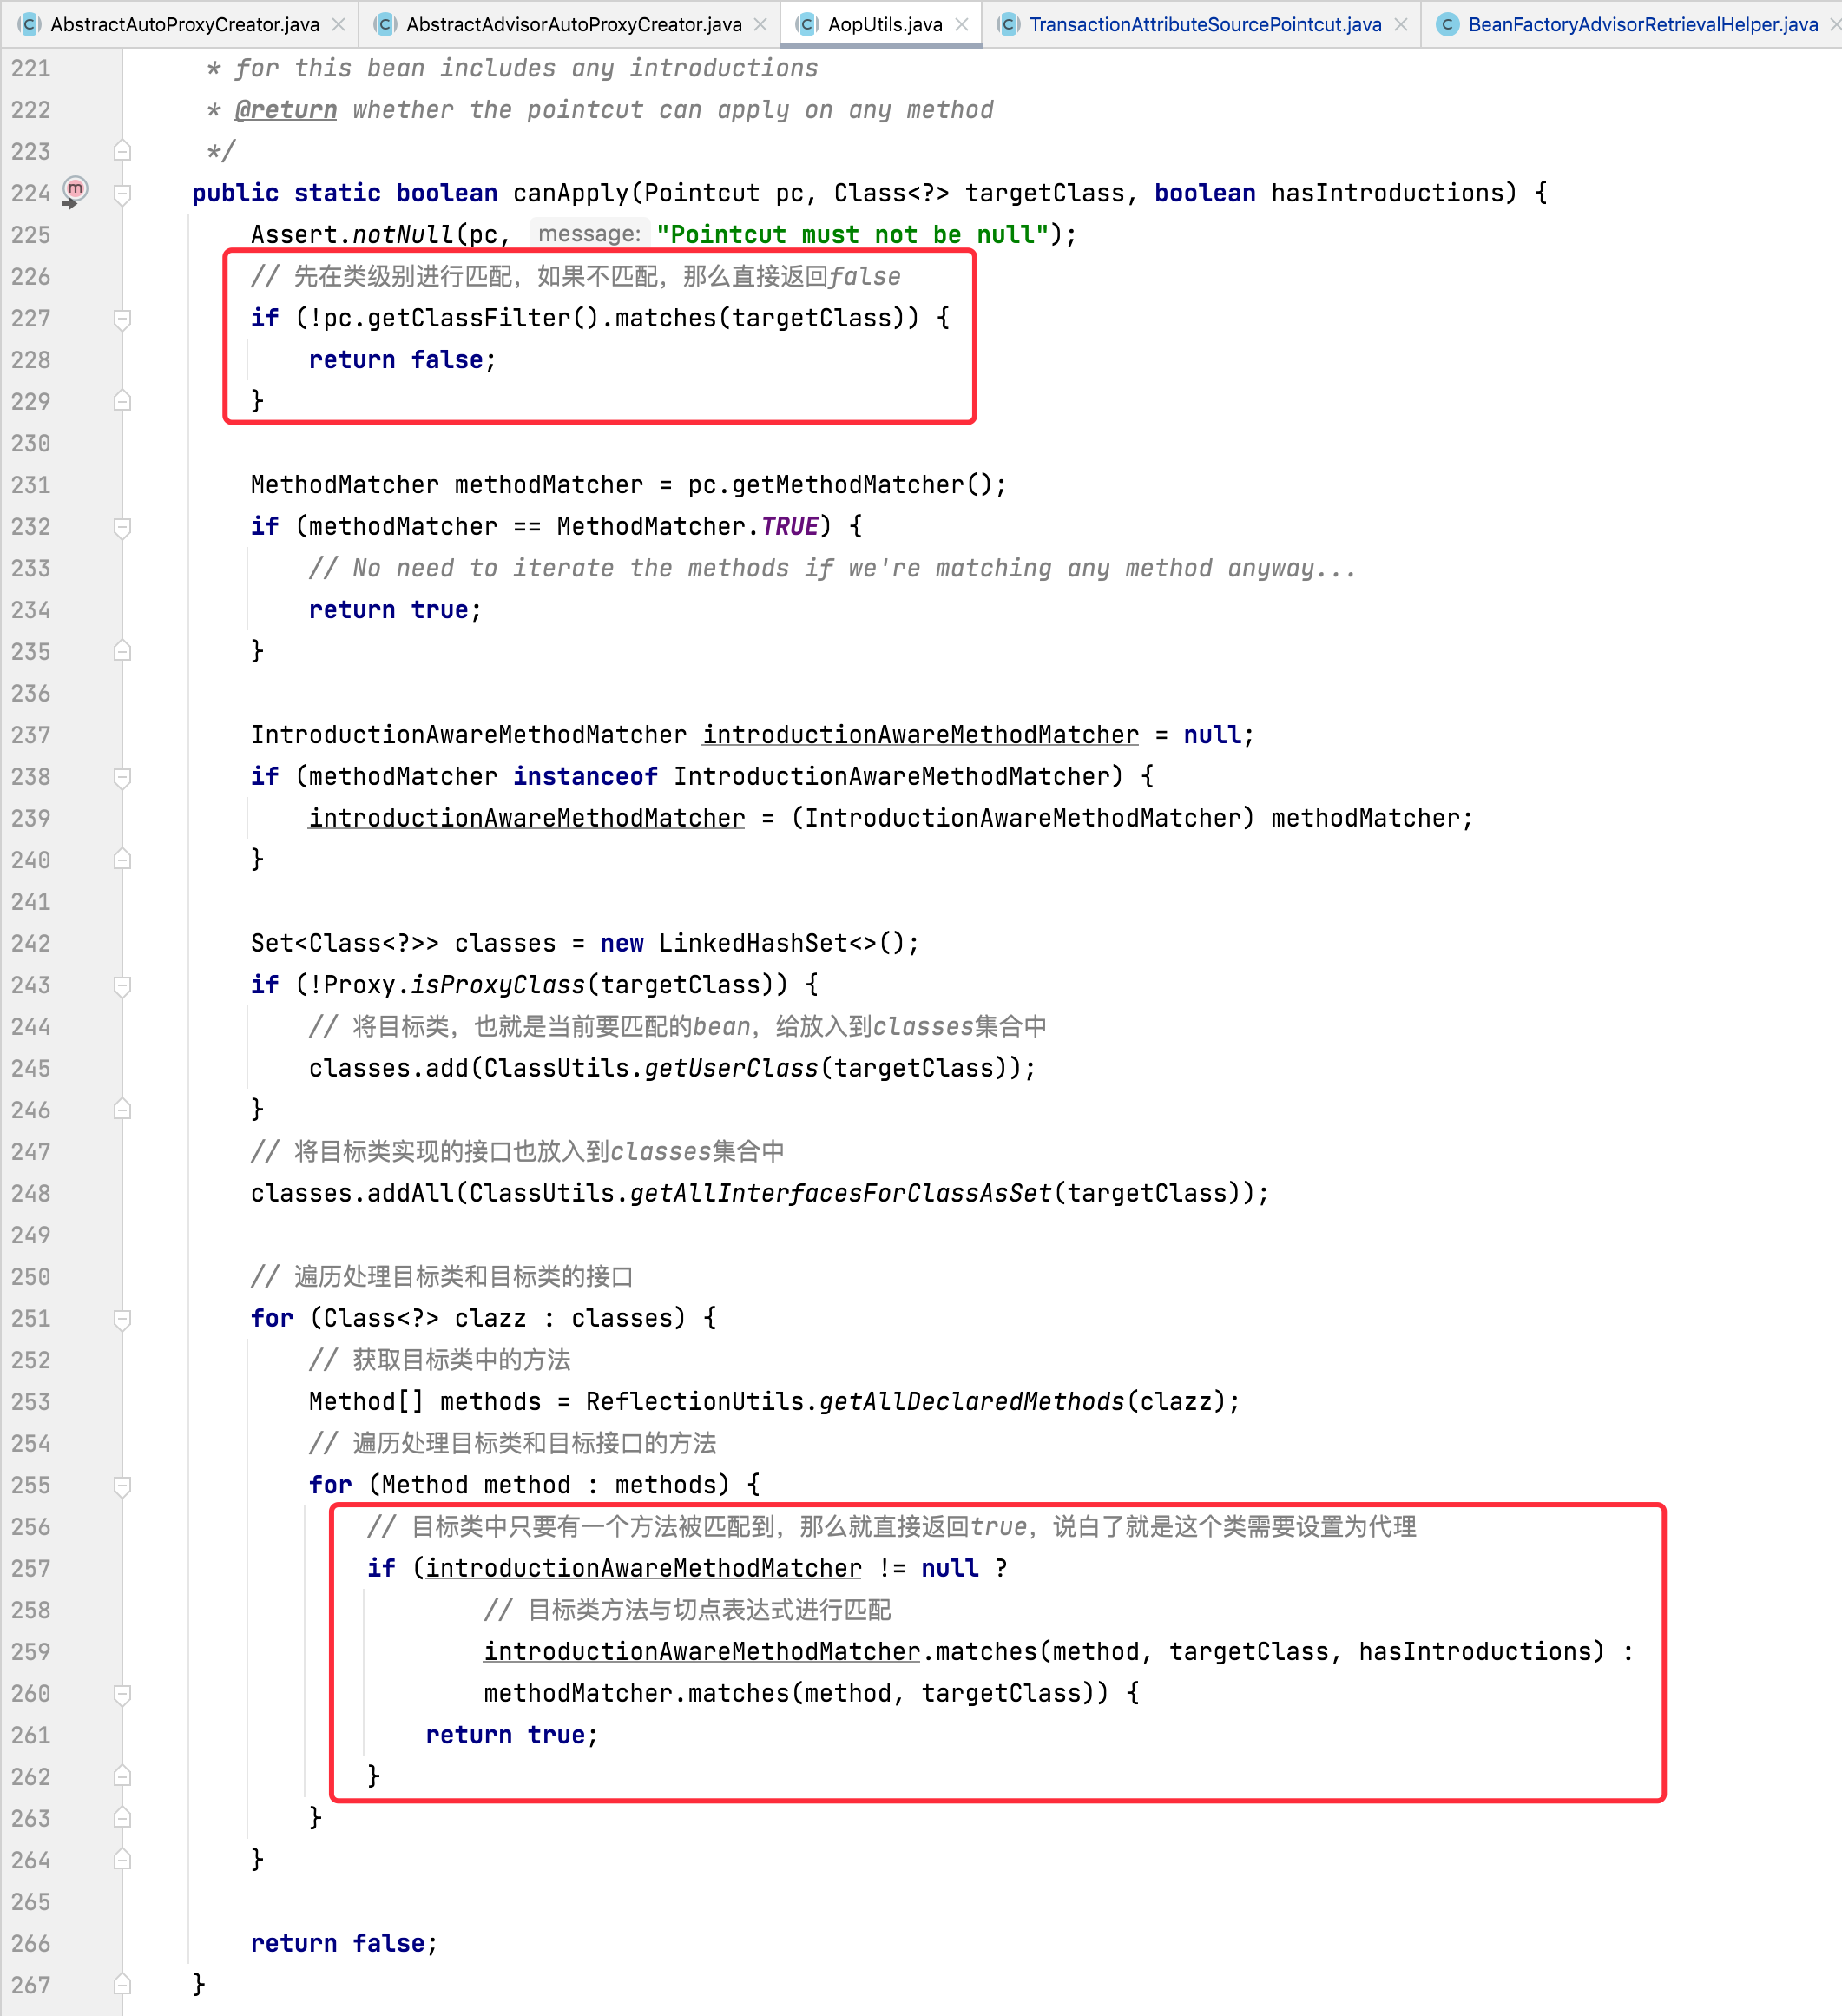 AbstractAutoProxyCreator.java AbstractAdvisorAutoProxyCreator.java AopUtils.java TransactionAttributeSourcePointcut.java BeanFactoryAdvisorRetrievalHelper.java
221 * for this bean includes any introductions
222 * @return whether the pointcut can apply on any method
223 */
224 public static boolean canApply(Pointcut pc, Class<?> targetClass, boolean hasIntroductions) {
225 Assert.notNull(pc, message: "Pointcut must not be null");
226 // 先在类级别进行匹配，如果不匹配，那么直接返回false
227 if (!pc.getClassFilter().matches(targetClass)) {
228 return false;
229 }
230
231 MethodMatcher methodMatcher = pc.getMethodMatcher();
232 if (methodMatcher == MethodMatcher.TRUE) {
233 // No need to iterate the methods if we're matching any method anyway...
234 return true;
235 }
236
237 IntroductionAwareMethodMatcher introductionAwareMethodMatcher = null;
238 if (methodMatcher instanceof IntroductionAwareMethodMatcher) {
239 introductionAwareMethodMatcher = (IntroductionAwareMethodMatcher) methodMatcher;
240 }
241
242 Set<Class<?>> classes = new LinkedHashSet<>();
243 if (!Proxy.isProxyClass(targetClass)) {
244 // 将目标类，也就是当前要匹配的bean，给放入到classes集合中
245 classes.add(ClassUtils.getUserClass(targetClass));
246 }
247 // 将目标类实现的接口也放入到classes集合中
248 classes.addAll(ClassUtils.getAllInterfacesForClassAsSet(targetClass));
249
250 // 遍历处理目标类和目标类的接口
251 for (Class<?> clazz : classes) {
252 // 获取目标类中的方法
253 Method[] methods = ReflectionUtils.getAllDeclaredMethods(clazz);
254 // 遍历处理目标类和目标接口的方法
255 for (Method method : methods) {
256 // 目标类中只要有一个方法被匹配到，那么就直接返回true，说白了就是这个类需要设置为代理
257 if (introductionAwareMethodMatcher != null ?
258 // 目标类方法与切点表达式进行匹配
259 introductionAwareMethodMatcher.matches(method, targetClass, hasIntroductions) :
260 methodMatcher.matches(method, targetClass)) {
261 return true;
262 }
263 }
264 }
265
266 return false;
267 }